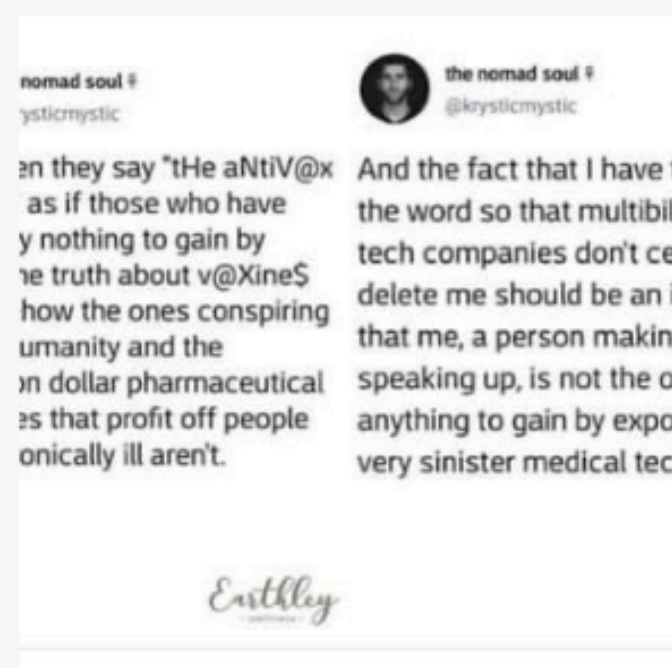 nomad soul
ysticmystic
en they say "tHe aNtiV@x
as if those who have
y nothing to gain by
he truth about v@Xine$
how the ones conspiring
umanity and the
on dollar pharmaceutical
es that profit off people
onically ill aren't.
the nomad soul
@krysticmystic
And the fact that I have
the word so that multibil
tech companies don't ce
delete me should be an
that me, a person makin
speaking up, is not the o
anything to gain by expo
very sinister medical tec
Earthley
wellness